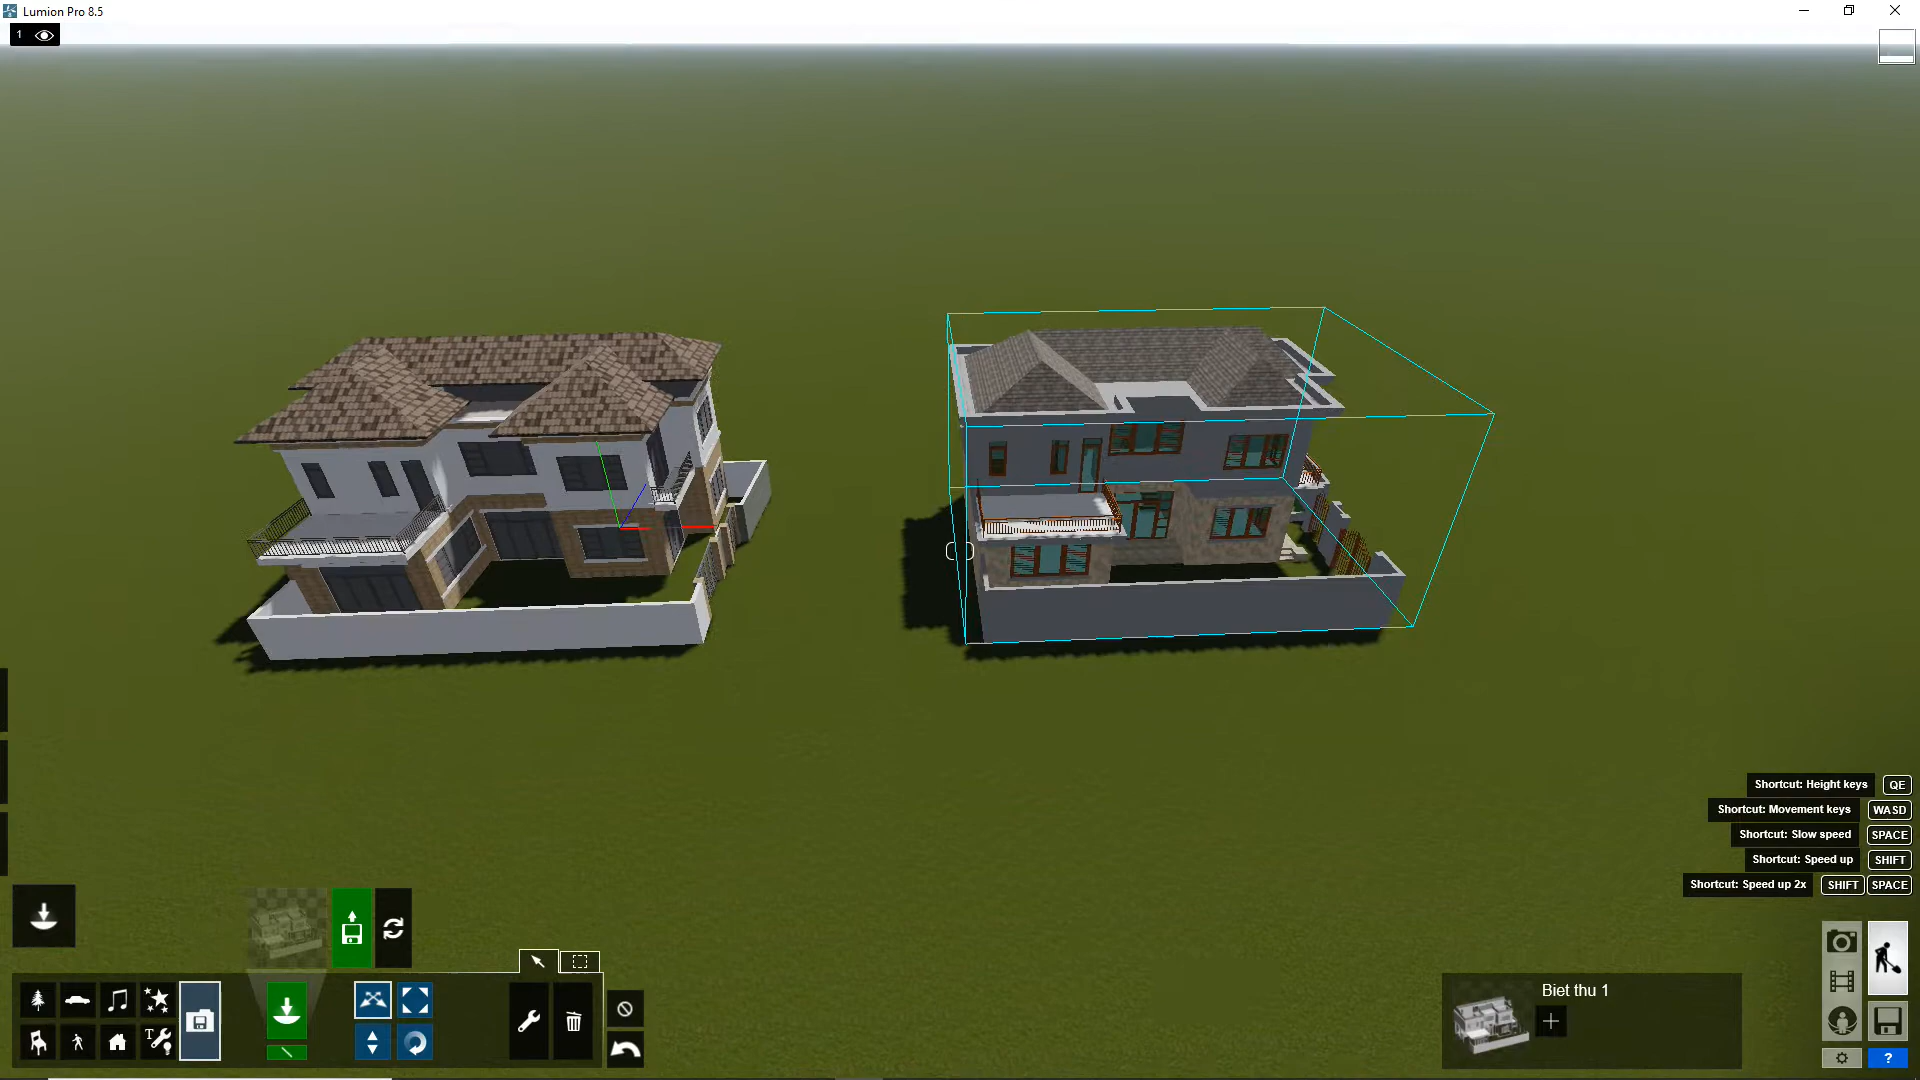 Lumion Pro 8.5
1
Shortcut: Height keys QE
Shortcut: Movement keys WASD
Shortcut: Slow speed SPACE
Shortcut: Speed up SHIFT
Shortcut: Speed up 2x SHIFT SPACE
Biet thu 1
T
?